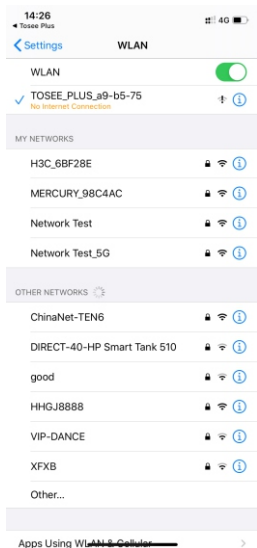 14:26
4G
Tosee Plus
Settings
WLAN
WLAN
TOSEE_PLUS_a9-b5-75
No Internet Connection
MY NETWORKS
H3C_6BF28E
MERCURY_98C4AC
Network Test
Network Test_5G
OTHER NETWORKS
ChinaNet-TEN6
DIRECT-40-HP Smart Tank 510
good
HHGJ8888
VIP-DANCE
XFXB
Other...
Apps Using WLAN & Cellular